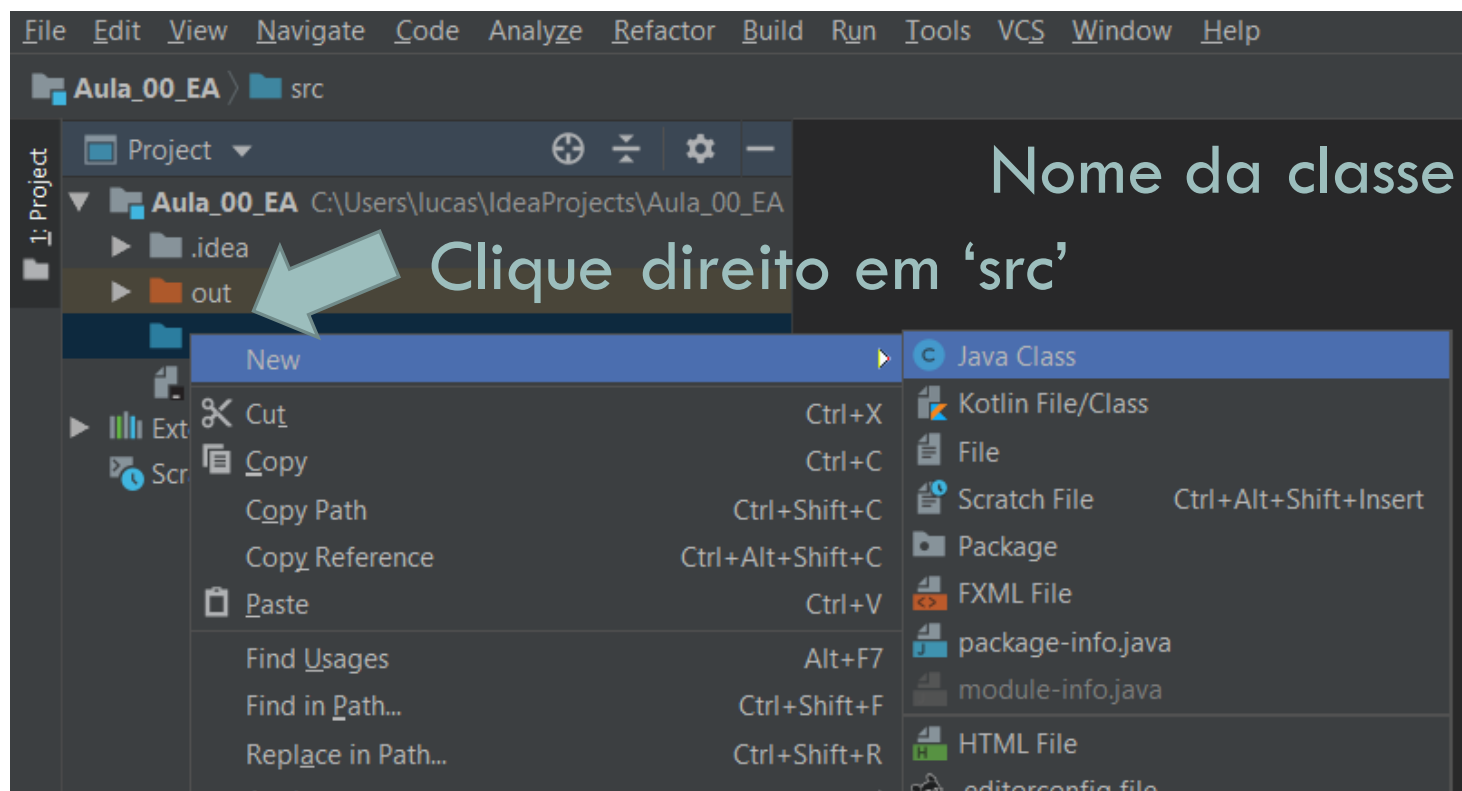 File Edit View Navigate Code Analyze Refactor Build Run Tools VCS Window Help
Aula_00_EA src
1: Project
Project
Nome da classe
Aula_00_EA C:\Users\lucas\IdeaProjects\Aula_00_EA
.idea
Clique direito em ‘src’
out
New
Java Class
Kotlin File/Class
Cut Ctrl+X
Ext
File
Copy Ctrl+C
Scr
Scratch File Ctrl+Alt+Shift+Insert
Copy Path Ctrl+Shift+C
Package
Copy Reference Ctrl+Alt+Shift+C
FXML File
Paste Ctrl+V
package-info.java
Find Usages Alt+F7
module-info.java
Find in Path... Ctrl+Shift+F
HTML File
Replace in Path... Ctrl+Shift+R
editorconfig file